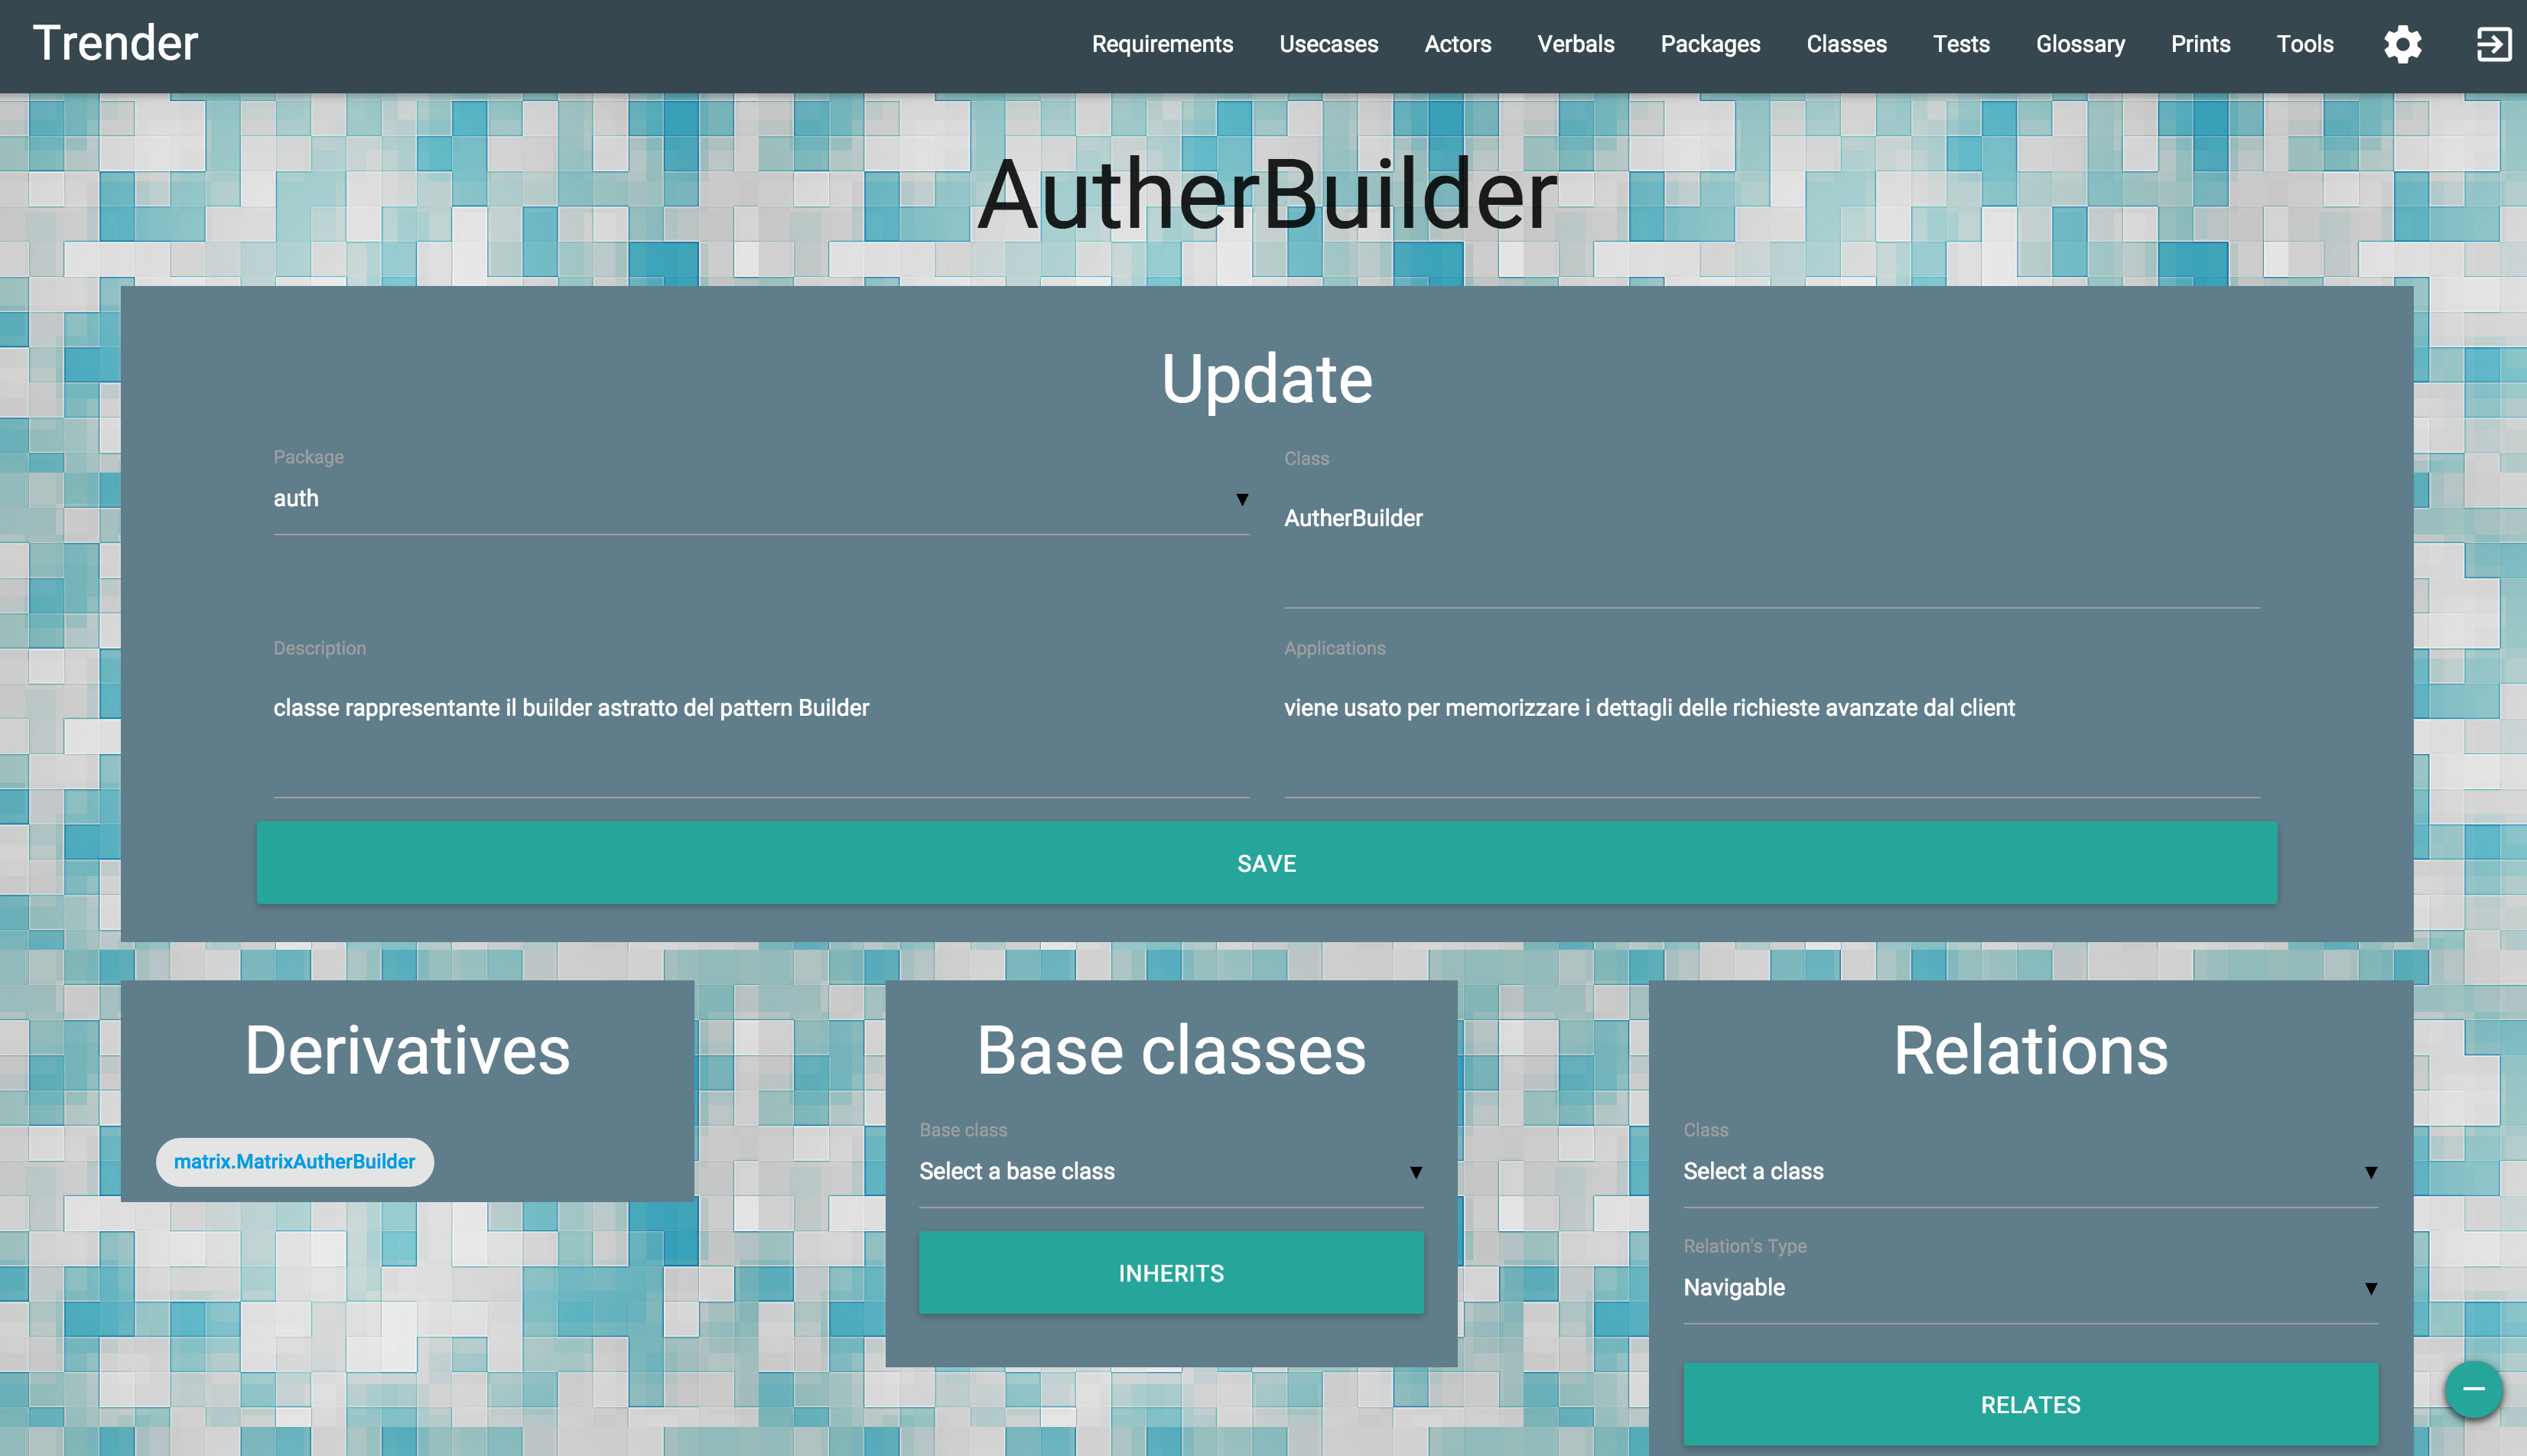 Trender
Requirements Usecases Actors Verbals Packages Classes Tests Glossary Prints Tools
AutherBuilder
Update
Package
auth
Class
AutherBuilder
Description
classe rappresentante il builder astratto del pattern Builder
Applications
viene usato per memorizzare i dettagli delle richieste avanzate dal client
SAVE
Derivatives
matrix.MatrixAutherBuilder
Base classes
Base class
Select a base class
INHERITS
Relations
Class
Select a class
Relation's Type
Navigable
RELATES